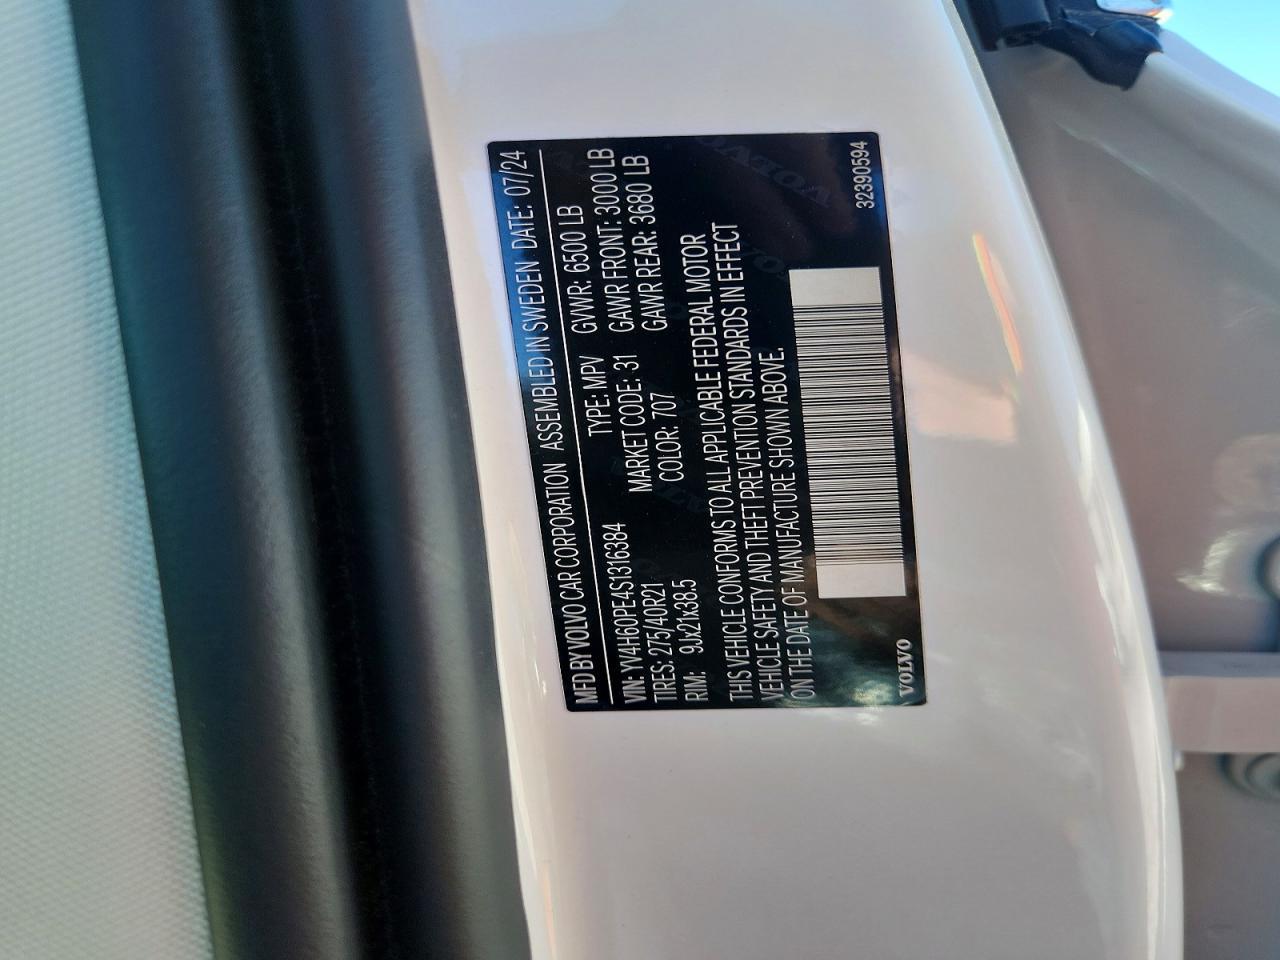 MFD BY VOLVO CAR CORPORATION ASSEMBLED IN SWEDEN DATE: 07/24
VIN: YV4H60PE4S1316384 TYPE: MPV GVWR: 6500 LB
TIRES: 275/40R21 MARKET CODE: 31 GAWR FRONT: 3000 LB
RIM: 9Jx21x38.5 COLOR: 707 GAWR REAR: 3680 LB
THIS VEHICLE CONFORMS TO ALL APPLICABLE FEDERAL MOTOR
VEHICLE SAFETY AND THEFT PREVENTION STANDARDS IN EFFECT
ON THE DATE OF MANUFACTURE SHOWN ABOVE.
VOLVO 32390594